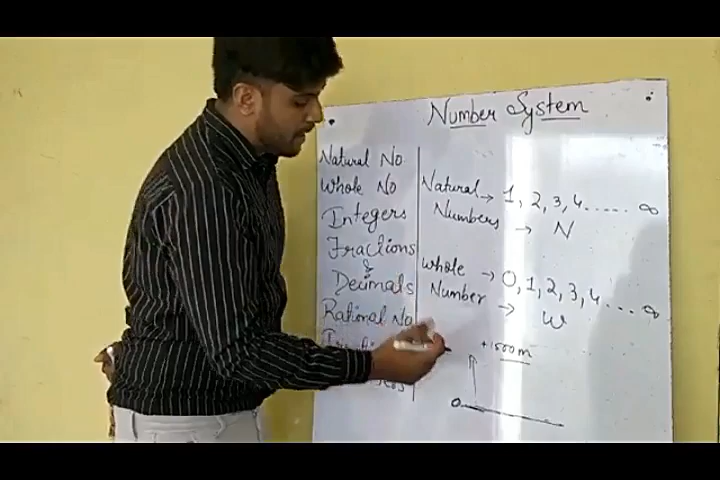 Number System
Natural No
Whole No
Integers
Fractions
&
Decimals
Rational No
Natural → 1, 2, 3, 4 ...... ∞
Numbers → N
Whole → 0, 1, 2, 3, 4 .... ∞
Number → W
+1500m
0